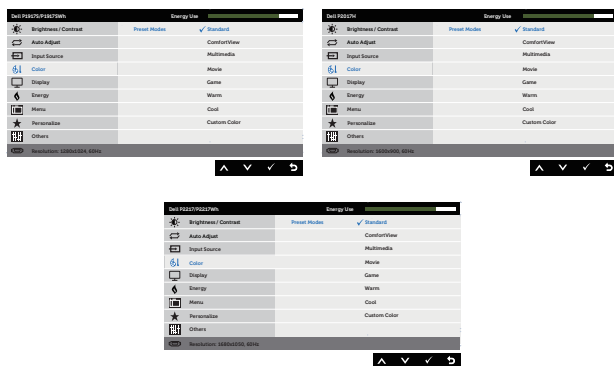 Dell P1917S/P1917SWh Energy Use
Brightness / Contrast Preset Modes ✓ Standard
Auto Adjust ComfortView
Input Source Multimedia
Color Movie
Display Game
Energy Warm
Menu Cool
Personalize Custom Color
Others
Resolution: 1280x1024, 60Hz
Dell P2017H Energy Use
Brightness / Contrast Preset Modes ✓ Standard
Auto Adjust ComfortView
Input Source Multimedia
Color Movie
Display Game
Energy Warm
Menu Cool
Personalize Custom Color
Others
Resolution: 1600x900, 60Hz
Dell P2217/P2217Wh Energy Use
Brightness / Contrast Preset Modes ✓ Standard
Auto Adjust ComfortView
Input Source Multimedia
Color Movie
Display Game
Energy Warm
Menu Cool
Personalize Custom Color
Others
Resolution: 1680x1050, 60Hz